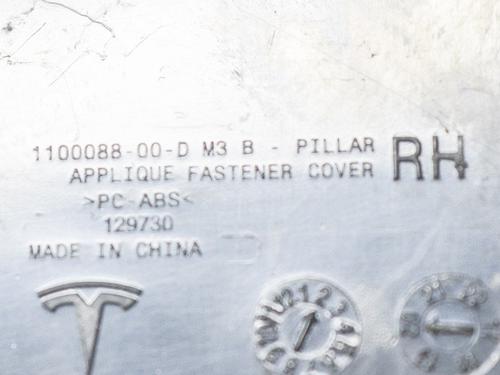 1100088-00-D M3 B - PILLAR RH
APPLIQUE FASTENER COVER
>PC-ABS<
129730
MADE IN CHINA